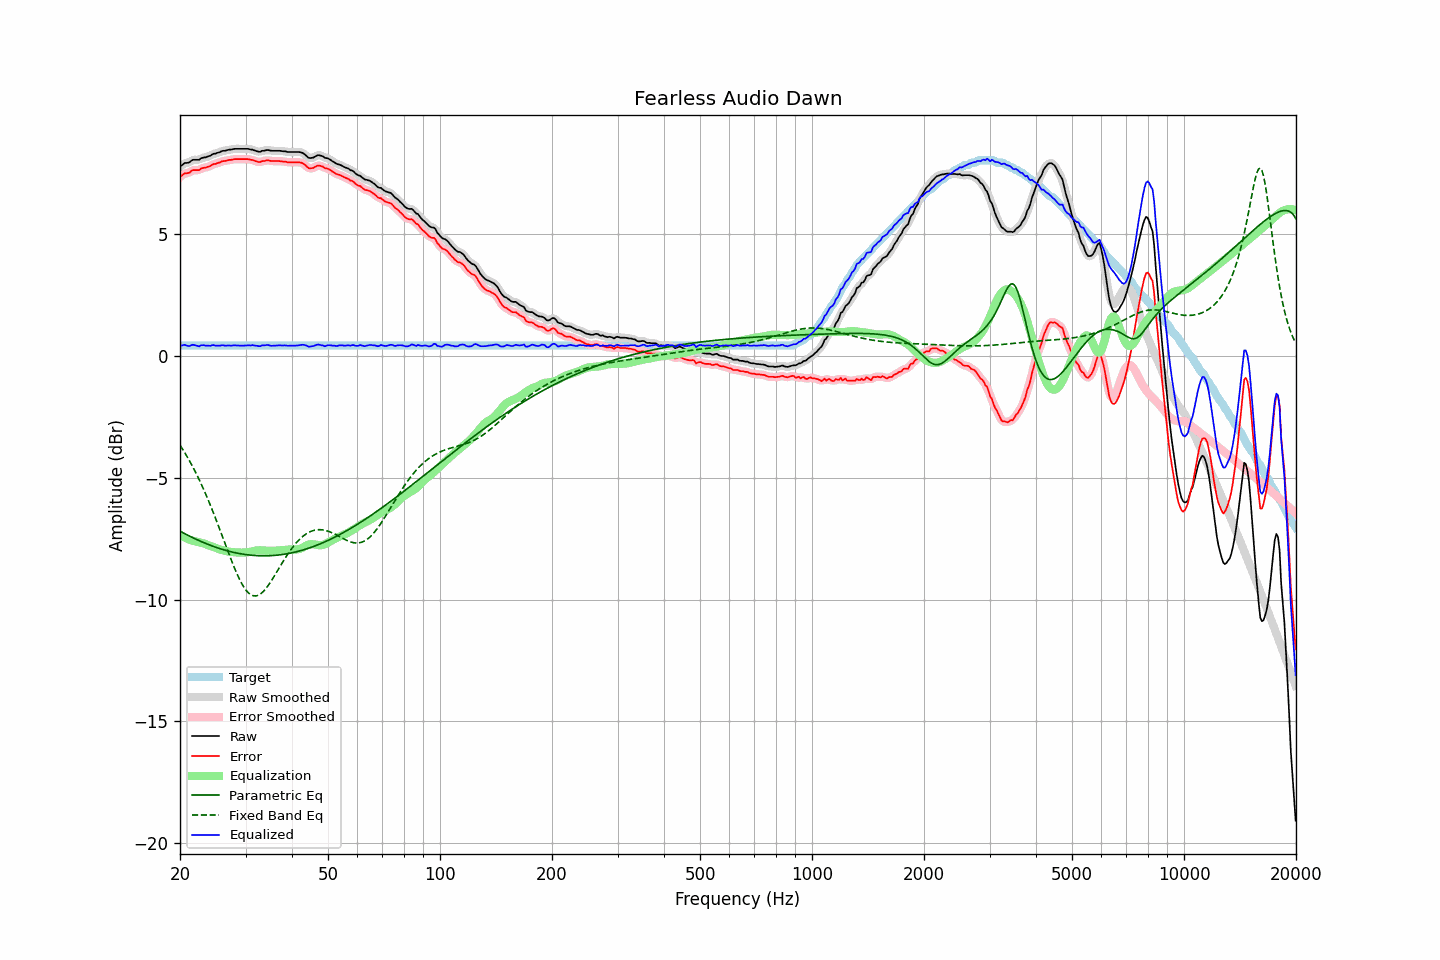 Fearless Audio Dawn
Amplitude (dBr)
5
0
−5
−10
−15
−20
Target
Raw Smoothed
Error Smoothed
Raw
Error
Equalization
Parametric Eq
Fixed Band Eq
Equalized
20 50 100 200 500 1000 2000 5000 10000 20000
Frequency (Hz)